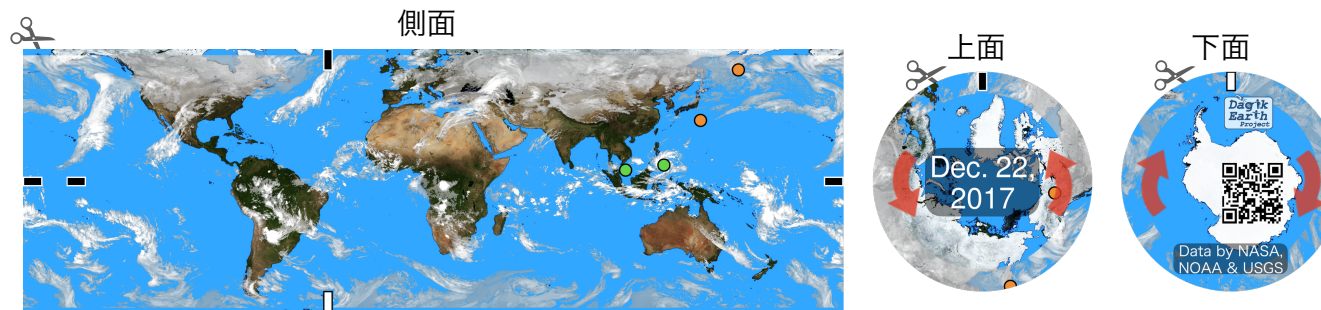 側面
上面
下面
Dec. 22,
2017
Dagik
Earth
Project
Data by NASA,
NOAA & USGS